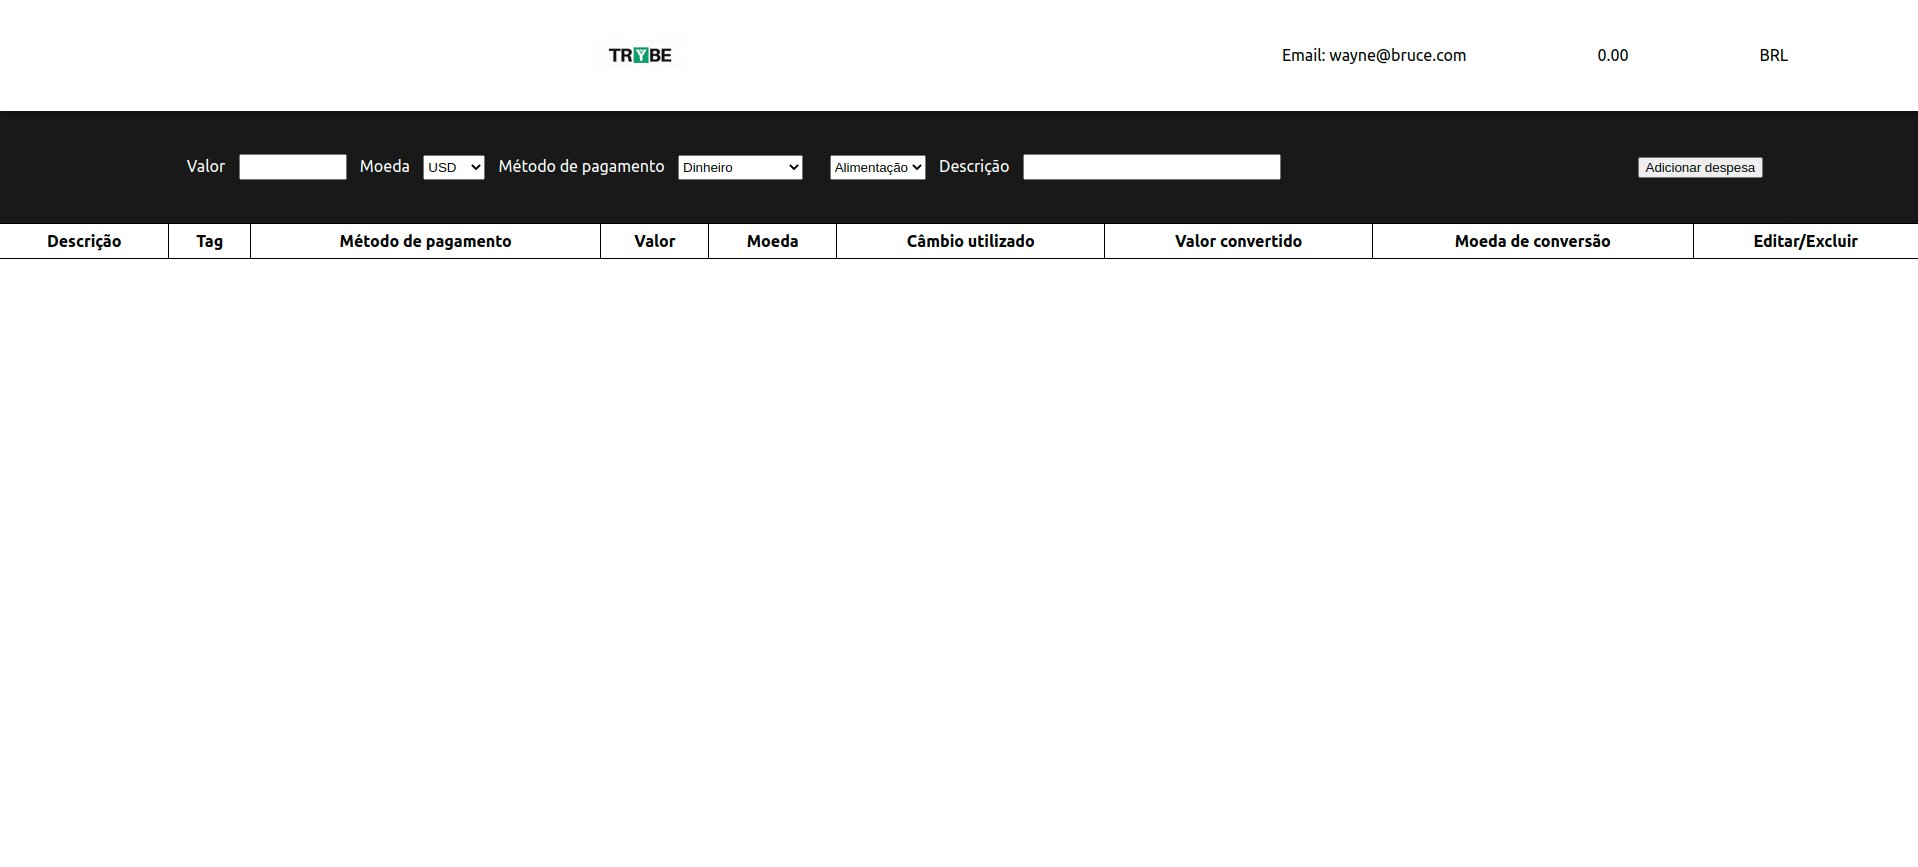 TRYBE Email: wayne@bruce.com 0.00 BRL
Valor Moeda USD Método de pagamento Dinheiro Alimentação Descrição Adicionar despesa
Descrição Tag Método de pagamento Valor Moeda Câmbio utilizado Valor convertido Moeda de conversão Editar/Excluir